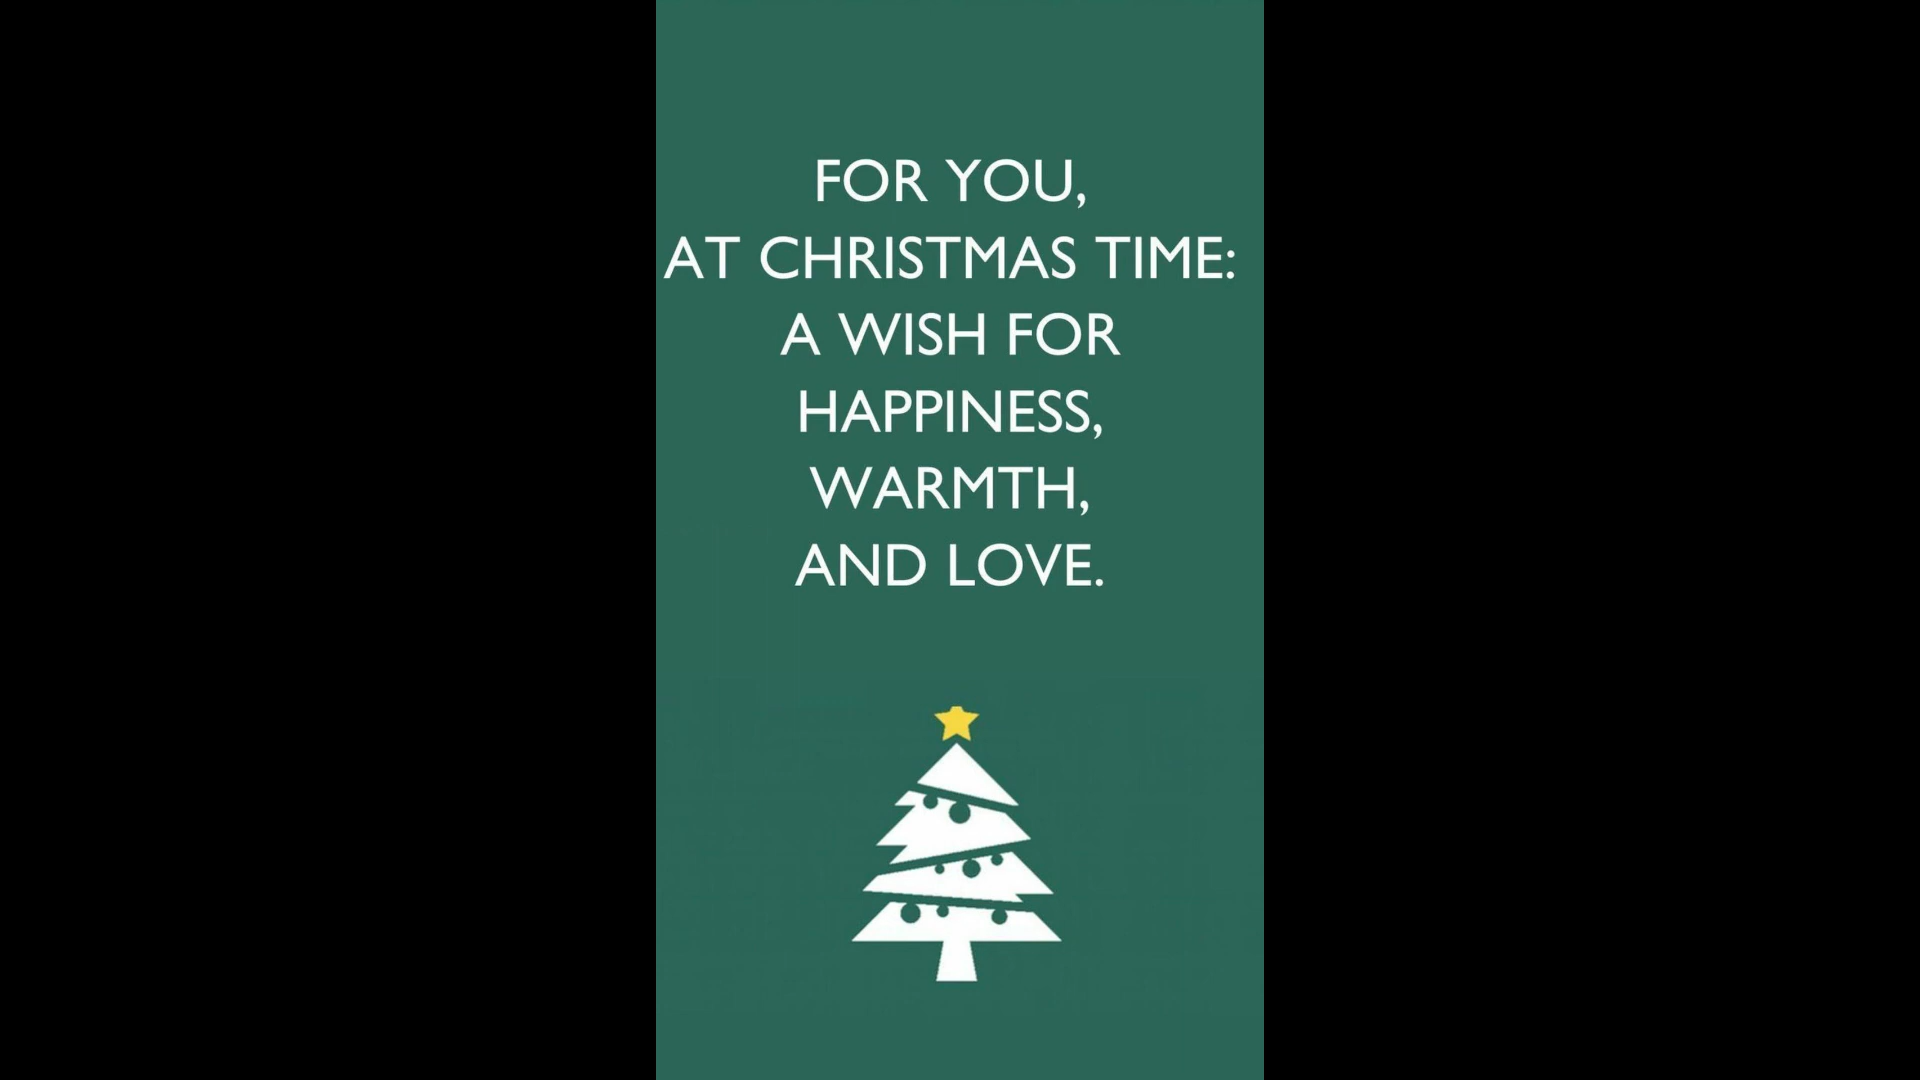 FOR YOU,
AT CHRISTMAS TIME:
A WISH FOR
HAPPINESS,
WARMTH,
AND LOVE.